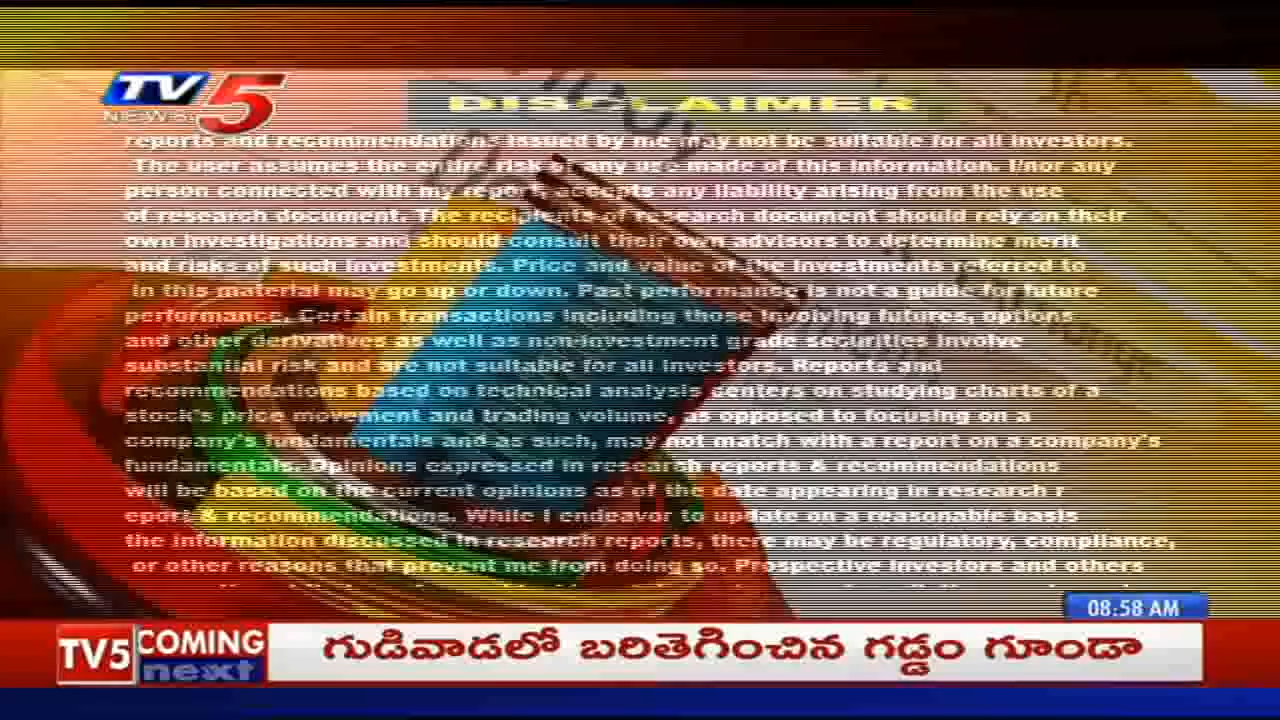 TV5
NEWS
DISCLAIMER
reports and recommendations issued by me may not be suitable for all investors.
The user assumes the entire risk of any use made of this information. I/nor any
person connected with my report, accepts any liability arising from the use
of research document. The recipients of research document should rely on their
own investigations and should consult their own advisors to determine merit
and risks of such investments. Price and value of the investments referred to
in this material may go up or down. Past performance is not a guide for future
performance. Certain transactions including those involving futures, options
and other derivatives as well as non-investment grade securities involve
substantial risk and are not suitable for all investors. Reports and
recommendations based on technical analysis centers on studying charts of a
stock's price movement and trading volume, as opposed to focusing on a
company's fundamentals and as such, may not match with a report on a company's
fundamentals. Opinions expressed in research reports & recommendations
will be based on the current opinions as of the date appearing in research r
eport & recommendations. While I endeavor to update on a reasonable basis
the information discussed in research reports, there may be regulatory, compliance,
or other reasons that prevent me from doing so. Prospective investors and others
08:58 AM
TV5 COMING next
గుడివాడలో బరితెగించిన గడ్డం గూండా